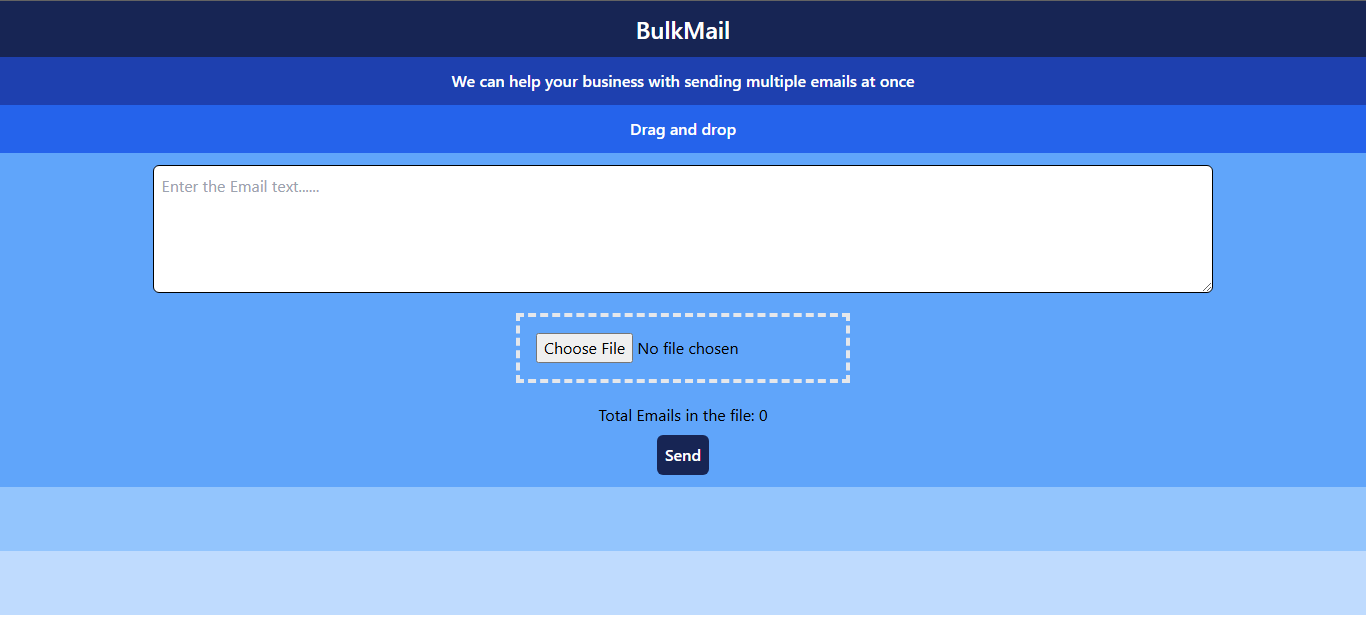 BulkMail
We can help your business with sending multiple emails at once
Drag and drop
Enter the Email text......
Choose File No file chosen
Total Emails in the file: 0
Send